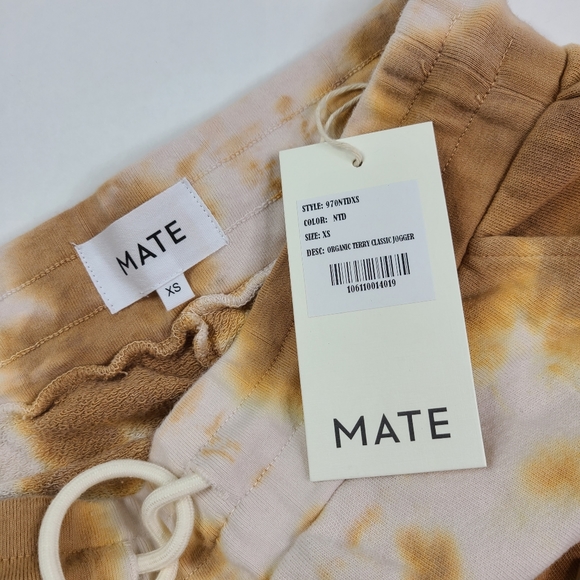 MATE
XS
STYLE: 970NTDXS
COLOR: NTD
SIZE: XS
DESC: ORGANIC TERRY CLASSIC JOGGER
106110014019
MATE